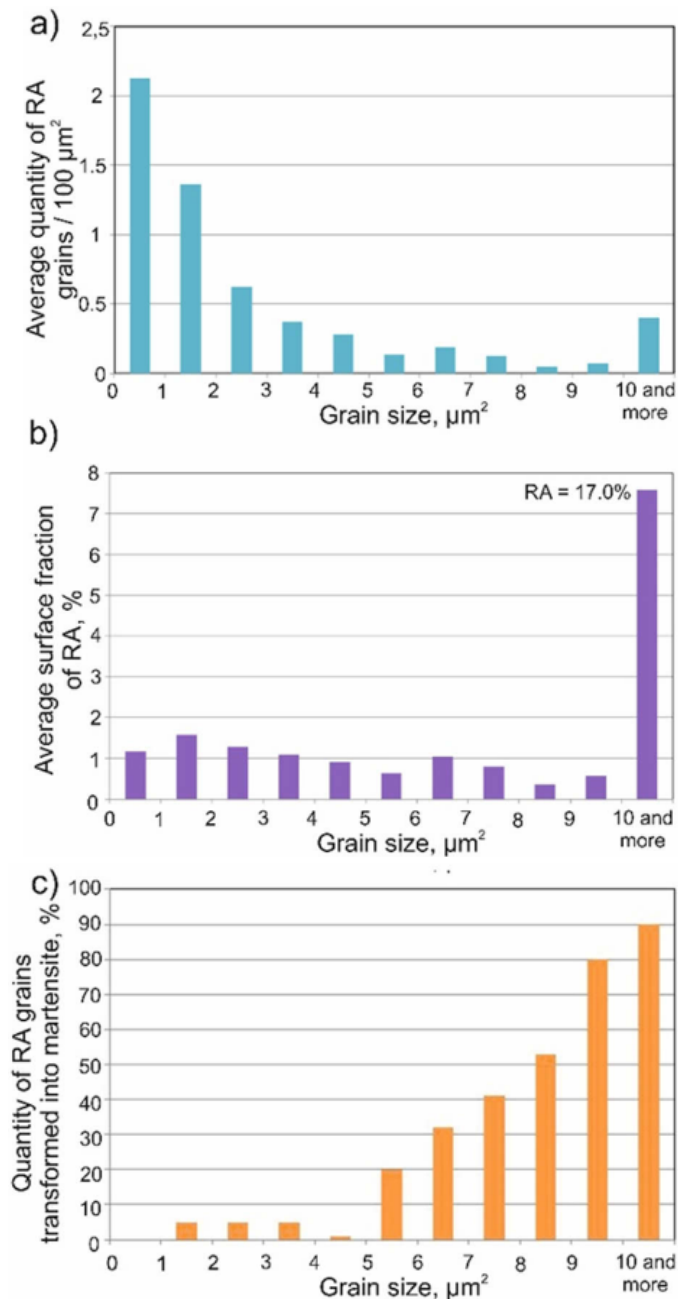 a)
Average quantity of RA
grains / 100 µm²
2,5
2
1.5
1
0.5
0
0 1 2 3 4 5 6 7 8 9 10 and
more
Grain size, µm²
b)
Average surface fraction
of RA, %
8
7
6
5
4
3
2
1
0
RA = 17.0%
0 1 2 3 4 5 6 7 8 9 10 and
more
Grain size, µm²
c)
Quantity of RA grains
transformed into martensite, %
100
90
80
70
60
50
40
30
20
10
0
0 1 2 3 4 5 6 7 8 9 10 and
more
Grain size, µm²